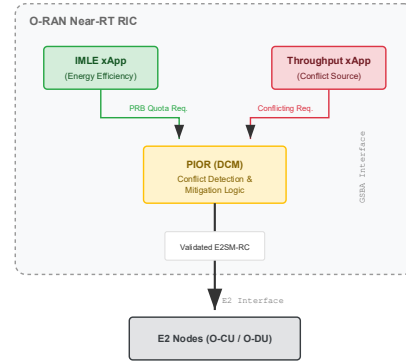 O-RAN Near-RT RIC
IMLE xApp
(Energy Efficiency)
Throughput xApp
(Conflict Source)
PRB Quota Req.
Conflicting Req.
PIOR (DCM)
Conflict Detection &
Mitigation Logic
GSBA Interface
Validated E2SM-RC
E2 Interface
E2 Nodes (O-CU / O-DU)